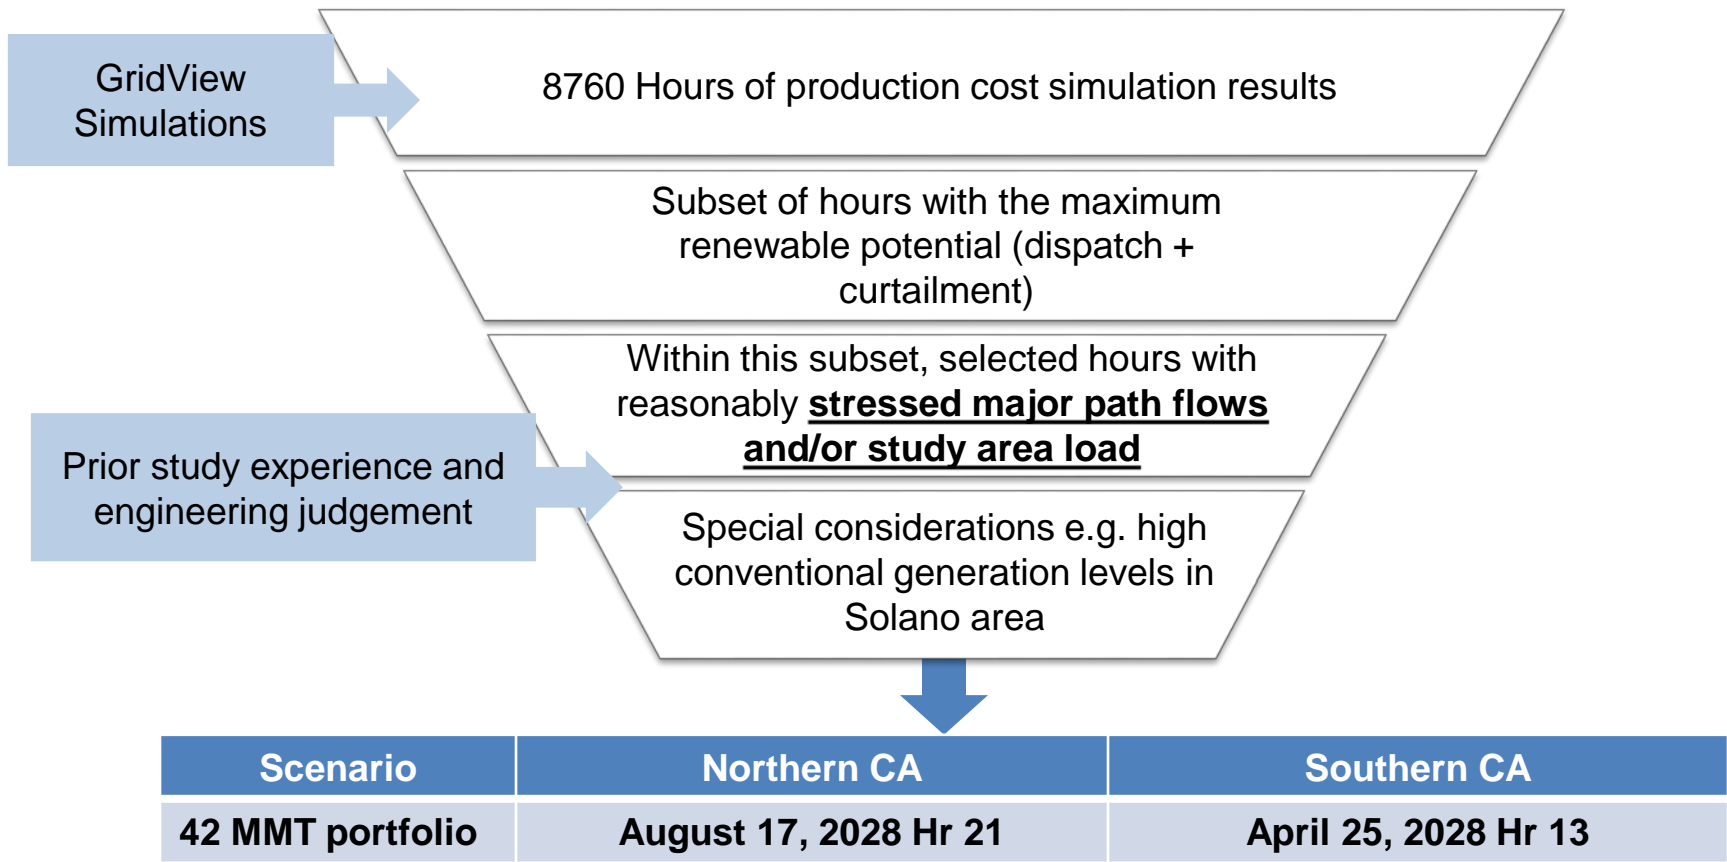 GridView
Simulations
8760 Hours of production cost simulation results
Subset of hours with the maximum
renewable potential (dispatch +
curtailment)
Within this subset, selected hours with
reasonably stressed major path flows
and/or study area load
Prior study experience and
engineering judgement
Special considerations e.g. high
conventional generation levels in
Solano area
Scenario Northern CA Southern CA
42 MMT portfolio August 17, 2028 Hr 21 April 25, 2028 Hr 13